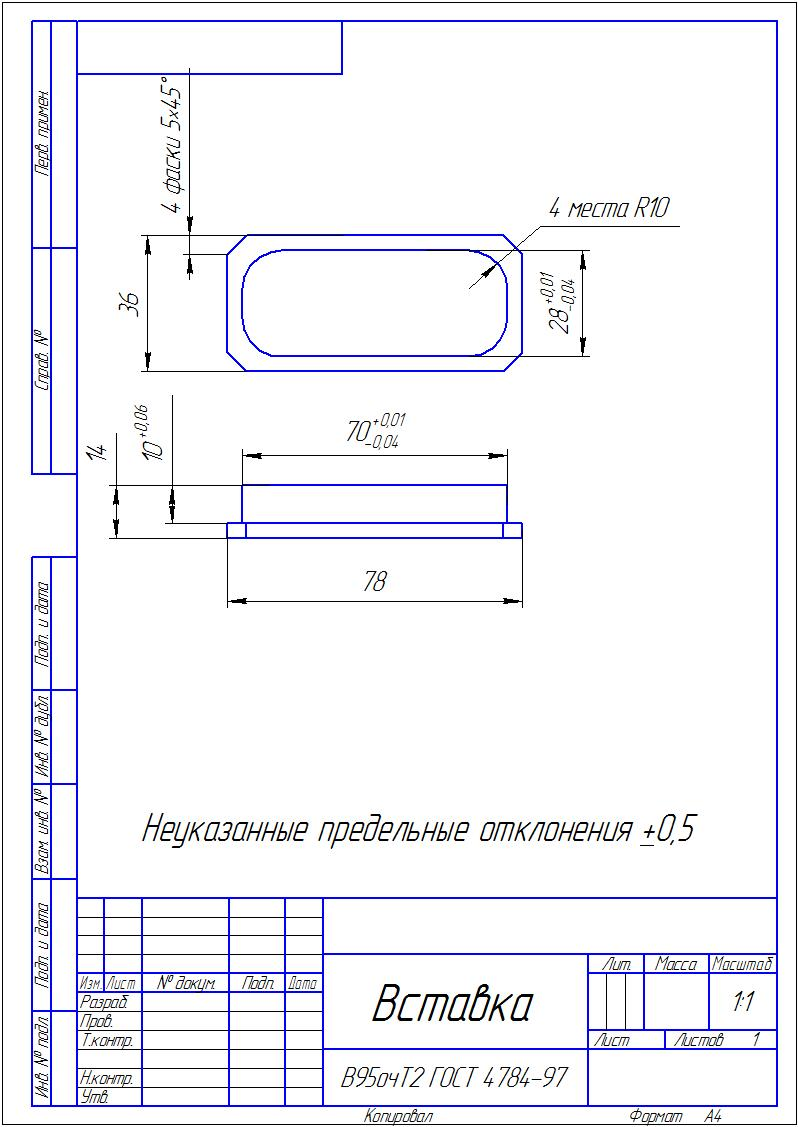 Перв. примен.
Справ. №
Подп. и дата
Инв. № дубл.
Взам. инв. №
Подп. и дата
Инв. № подл.
4 фаски 5×45°
4 места R10
36
28 +0,01 -0,04
14
10 +0,06
70 +0,01 -0,04
78
Неуказанные предельные отклонения ±0,5
Изм. Лист № докум. Подп. Дата
Разраб.
Пров.
Т.контр.
Н.контр.
Утв.
Вставка
В95очТ2 ГОСТ 4784-97
Лит. Масса Масштаб
1:1
Лист Листов 1
Копировал Формат А4